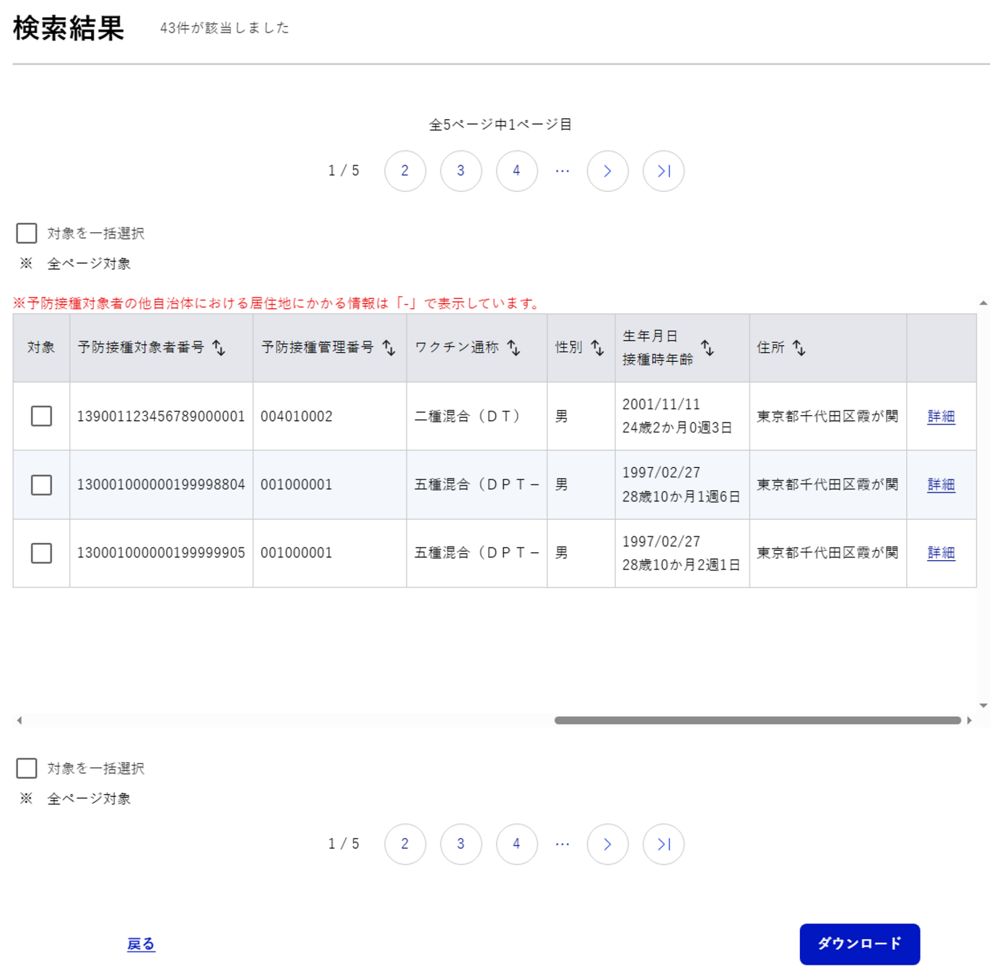 検索結果 43件が該当しました
全5ページ中1ページ目
1 / 5 2 3 4 … > >|
対象を一括選択
※ 全ページ対象
※予防接種対象者の他自治体における居住地にかかる情報は「-」で表示しています。
対象 予防接種対象者番号 予防接種管理番号 ワクチン通称 性別 生年月日 接種時年齢 住所
139001123456789000001 004010002 二種混合（ＤＴ） 男 2001/11/11 東京都千代田区霞が関 詳細
24歳2か月0週3日
130001000000199998804 001000001 五種混合（ＤＰＴ－ 男 1997/02/27 東京都千代田区霞が関 詳細
28歳10か月1週6日
130001000000199999905 001000001 五種混合（ＤＰＴ－ 男 1997/02/27 東京都千代田区霞が関 詳細
28歳10か月2週1日
対象を一括選択
※ 全ページ対象
1 / 5 2 3 4 … > >|
戻る ダウンロード